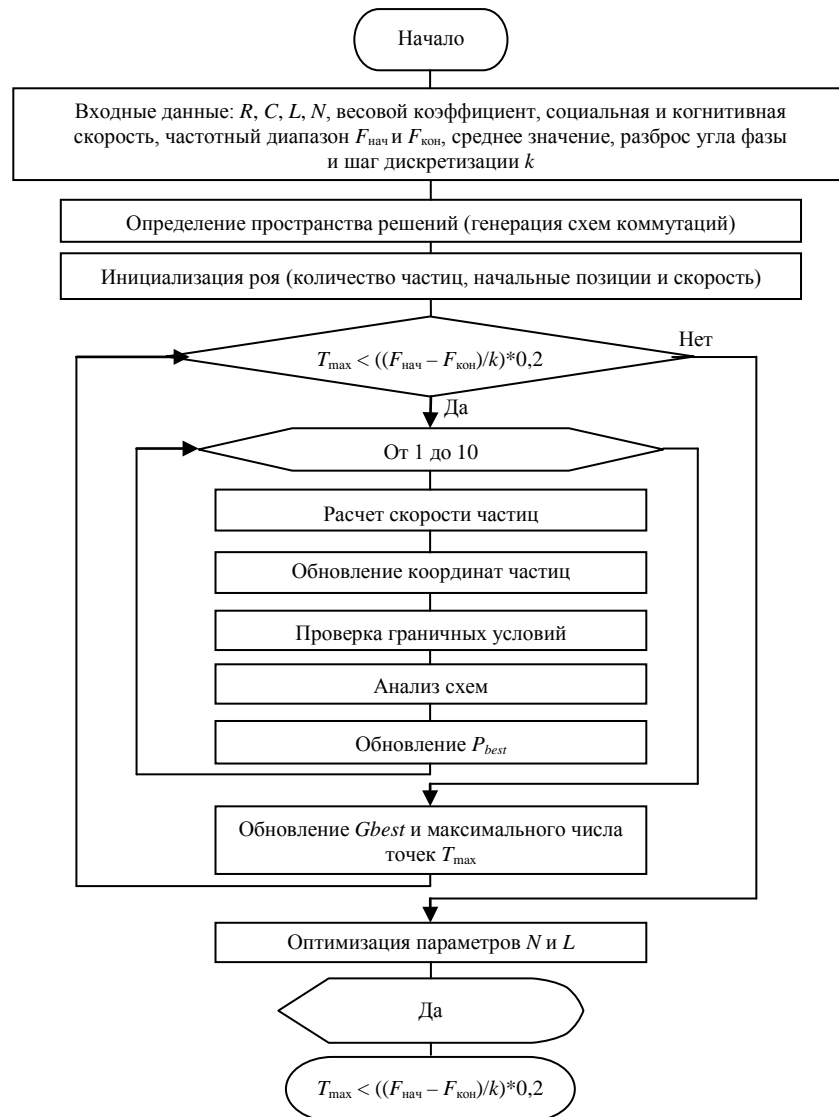 Начало
Входные данные: R, C, L, N, весовой коэффициент, социальная и когнитивная
скорость, частотный диапазон Fнач и Fкон, среднее значение, разброс угла фазы
и шаг дискретизации k
Определение пространства решений (генерация схем коммутаций)
Инициализация роя (количество частиц, начальные позиции и скорость)
Tmax < ((Fнач – Fкон)/k)*0,2
Нет
Да
От 1 до 10
Расчет скорости частиц
Обновление координат частиц
Проверка граничных условий
Анализ схем
Обновление Pbest
Обновление Gbest и максимального числа
точек Tmax
Оптимизация параметров N и L
Да
Tmax < ((Fнач – Fкон)/k)*0,2